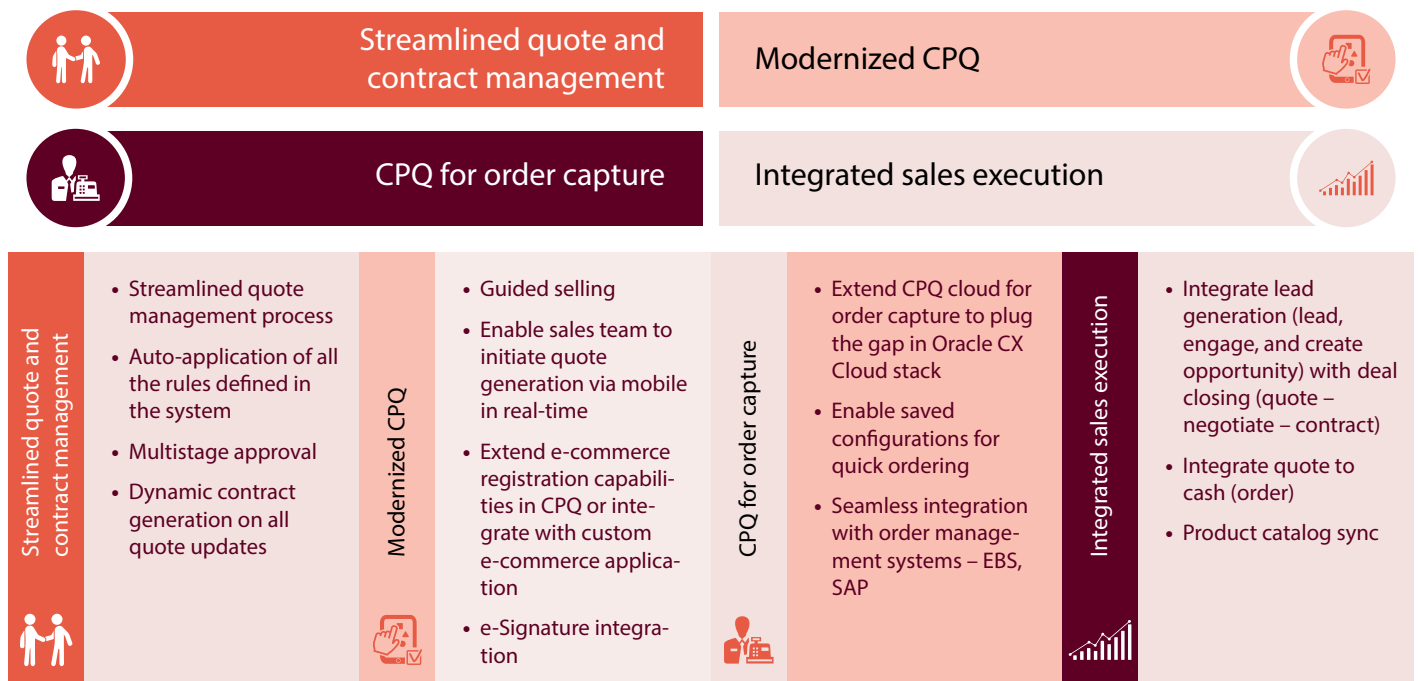 Streamlined quote and
contract management
Modernized CPQ
CPQ for order capture
Integrated sales execution
Streamlined quote and
contract management
• Streamlined quote
management process
• Auto-application of all
the rules defined in
the system
• Multistage approval
• Dynamic contract
generation on all
quote updates
Modernized CPQ
• Guided selling
• Enable sales team to
initiate quote
generation via mobile
in real-time
• Extend e-commerce
registration capabili-
ties in CPQ or inte-
grate with custom
e-commerce applica-
tion
• e-Signature integra-
tion
CPQ for order capture
• Extend CPQ cloud for
order capture to plug
the gap in Oracle CX
Cloud stack
• Enable saved
configurations for
quick ordering
• Seamless integration
with order manage-
ment systems – EBS,
SAP
Integrated sales execution
• Integrate lead
generation (lead,
engage, and create
opportunity) with deal
closing (quote –
negotiate – contract)
• Integrate quote to
cash (order)
• Product catalog sync